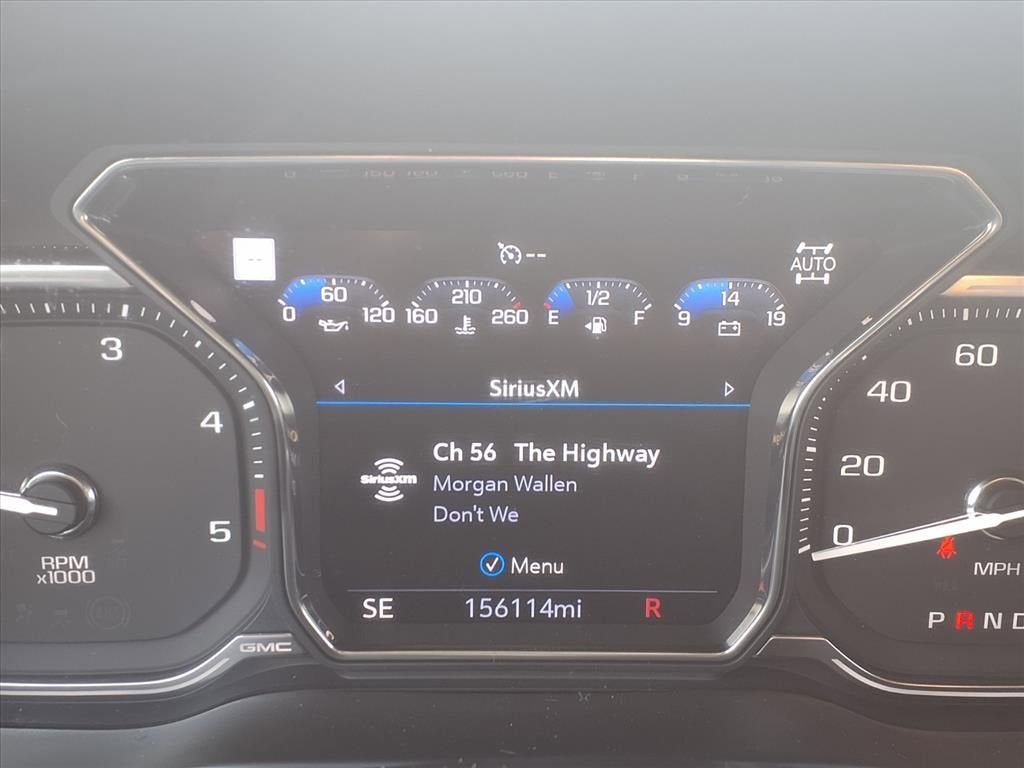 --
--
AUTO
60
0 120
210
160 260
1/2
E F
14
9 19
SiriusXM
SiriusXM
Ch 56 The Highway
Morgan Wallen
Don't We
Menu
SE 156114mi R
3
4
5
RPM
x1000
GMC
60
40
20
0
MPH
P R N D